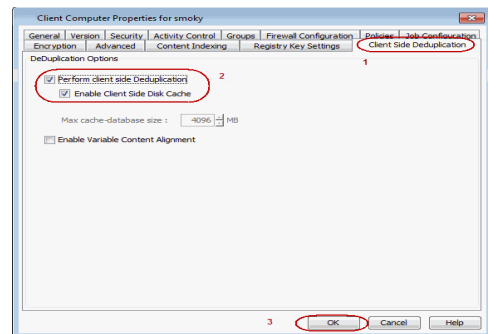 Client Computer Properties for smoky
General Version Security Activity Control Groups Firewall Configuration Policies Job Configuration
Encryption Advanced Content Indexing Registry Key Settings Client Side Deduplication
1
DeDuplication Options
Perform client side Deduplication 2
Enable Client Side Disk Cache
Max cache-database size : 4096 MB
Enable Variable Content Alignment
3 OK Cancel Help